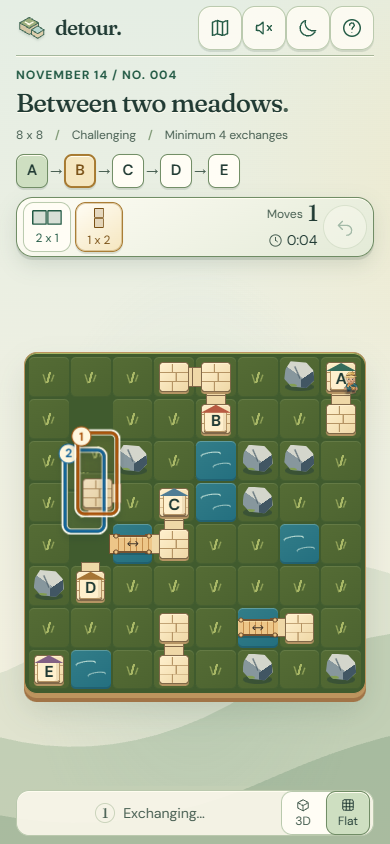 detour.
NOVEMBER 14 / NO. 004
Between two meadows.
8 x 8 / Challenging / Minimum 4 exchanges
A → B → C → D → E
2 x 1
1 x 2
Moves 1
0:04
A
B
1
2
C
D
E
1 Exchanging...
3D
Flat